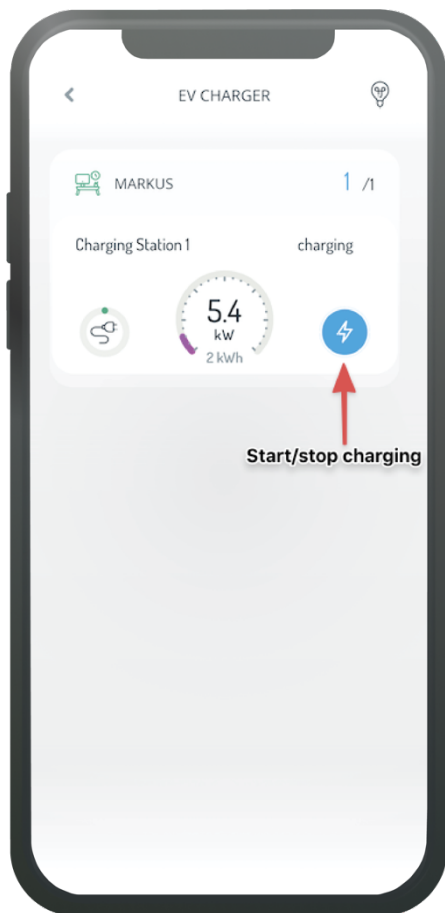 EV CHARGER
MARKUS
1 /1
Charging Station 1
charging
5.4
kW
2 kWh
Start/stop charging